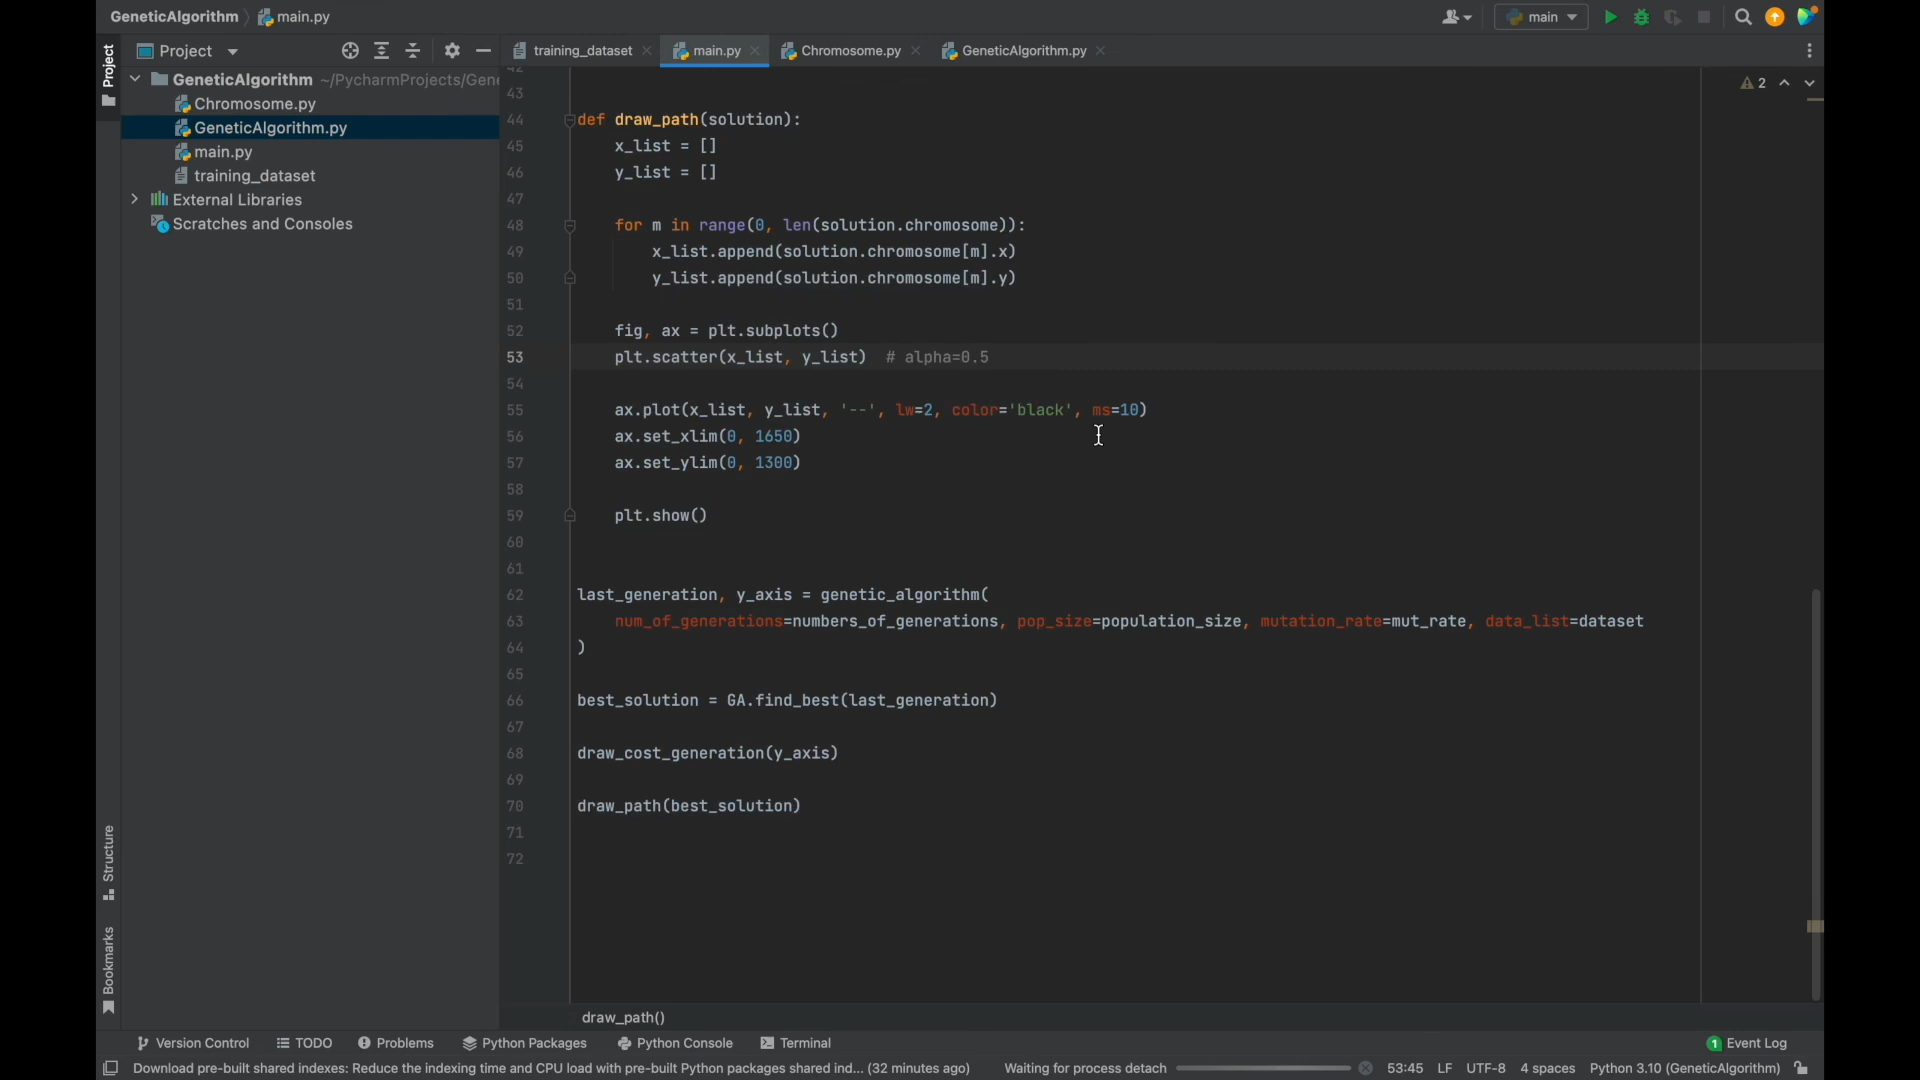 GeneticAlgorithm
main.py
main
Project
training_dataset
main.py
Chromosome.py
GeneticAlgorithm.py
Project
GeneticAlgorithm ~/PycharmProjects/Gene
Chromosome.py
GeneticAlgorithm.py
main.py
training_dataset
External Libraries
Scratches and Consoles
2
42
43
44 def draw_path(solution):
45 x_list = []
46 y_list = []
47
48 for m in range(0, len(solution.chromosome)):
49 x_list.append(solution.chromosome[m].x)
50 y_list.append(solution.chromosome[m].y)
51
52 fig, ax = plt.subplots()
53 plt.scatter(x_list, y_list)  # alpha=0.5
54
55 ax.plot(x_list, y_list, '--', lw=2, color='black', ms=10)
56 ax.set_xlim(0, 1650)
57 ax.set_ylim(0, 1300)
58
59 plt.show()
60
61
62 last_generation, y_axis = genetic_algorithm(
63 num_of_generations=numbers_of_generations, pop_size=population_size, mutation_rate=mut_rate, data_list=dataset
64 )
65
66 best_solution = GA.find_best(last_generation)
67
68 draw_cost_generation(y_axis)
69
70 draw_path(best_solution)
71
72
Structure
Bookmarks
draw_path()
Version Control
TODO
Problems
Python Packages
Python Console
Terminal
1 Event Log
Download pre-built shared indexes: Reduce the indexing time and CPU load with pre-built Python packages shared ind... (32 minutes ago)
Waiting for process detach
53:45
LF
UTF-8
4 spaces
Python 3.10 (GeneticAlgorithm)